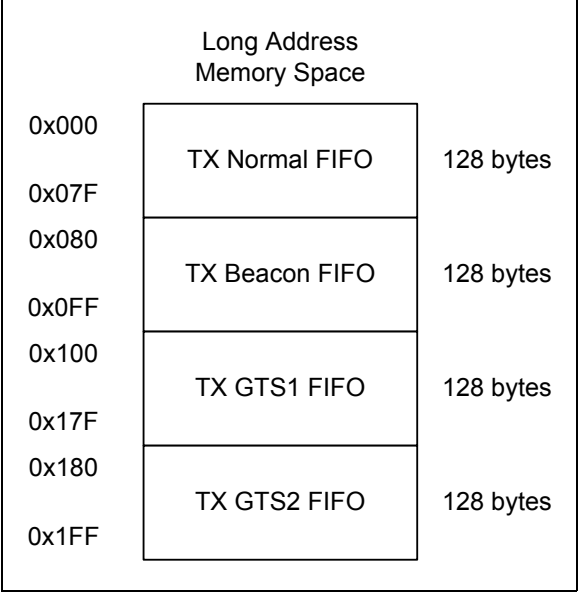 Long Address
Memory Space
0x000
TX Normal FIFO 128 bytes
0x07F
0x080
TX Beacon FIFO 128 bytes
0x0FF
0x100
TX GTS1 FIFO 128 bytes
0x17F
0x180
TX GTS2 FIFO 128 bytes
0x1FF